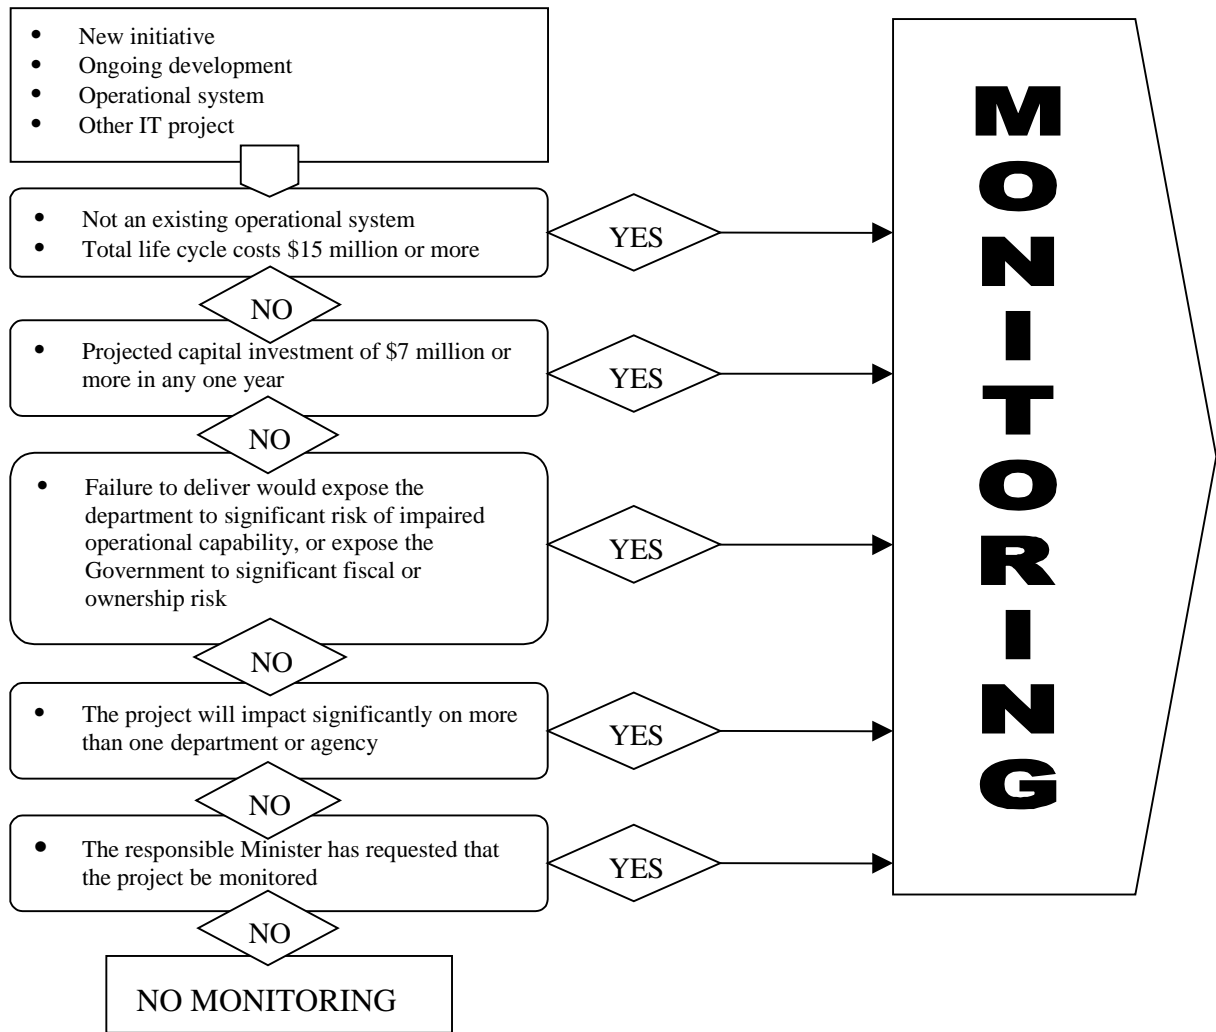 • New initiative
• Ongoing development
• Operational system
• Other IT project
• Not an existing operational system
• Total life cycle costs $15 million or more
YES
NO
• Projected capital investment of $7 million or
more in any one year
YES
NO
• Failure to deliver would expose the
department to significant risk of impaired
operational capability, or expose the
Government to significant fiscal or
ownership risk
YES
NO
• The project will impact significantly on more
than one department or agency
YES
NO
• The responsible Minister has requested that
the project be monitored
YES
NO
NO MONITORING
MONITORING